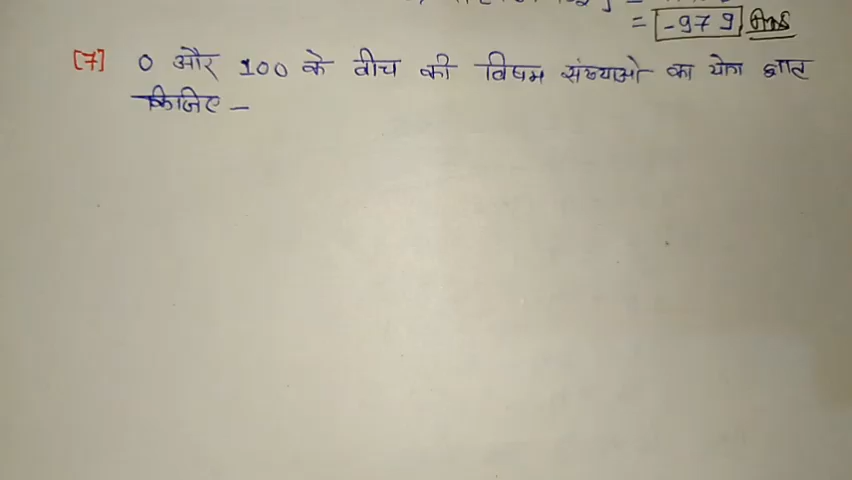 = -979 Ans
[7] 0 और 100 के बीच की विषम संख्याओ का योग ज्ञात
किजिए -